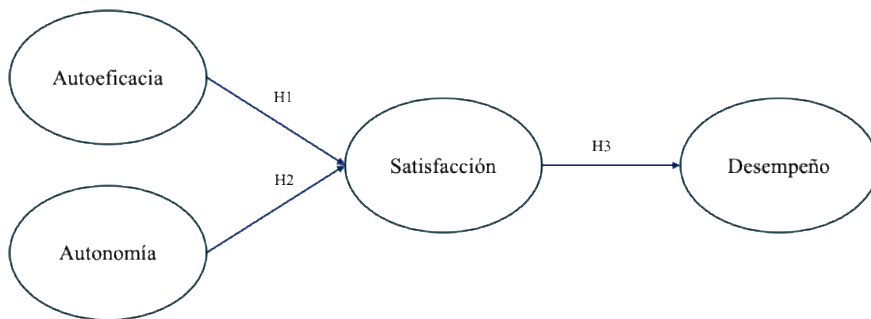 Autoeficacia
H1
H2
Autonomía
Satisfacción
H3
Desempeño